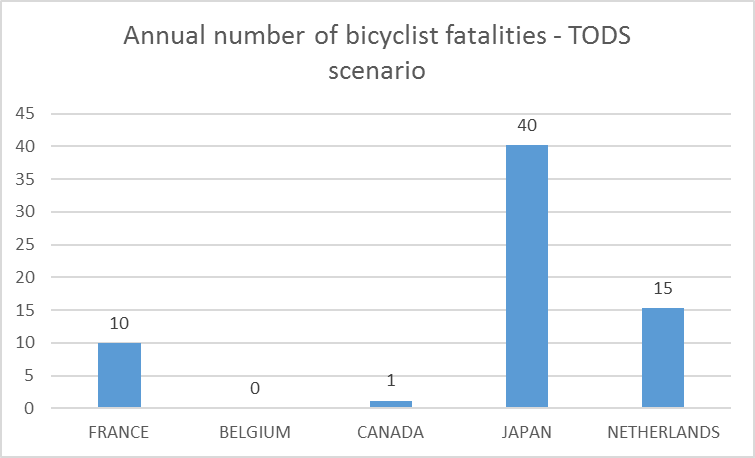 Annual number of bicyclist fatalities - TODS
scenario
45
40
35
30
25
20
15
10
5
0
10
0
1
40
15
FRANCE
BELGIUM
CANADA
JAPAN
NETHERLANDS